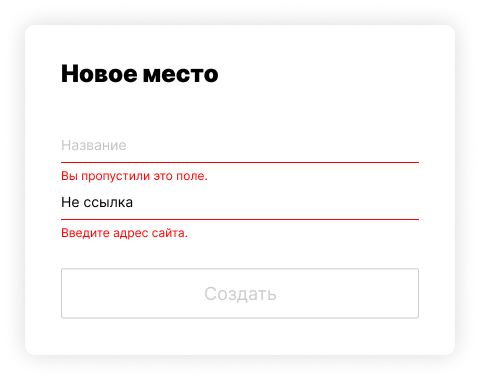 Новое место
Название
Вы пропустили это поле.
Не ссылка
Введите адрес сайта.
Создать